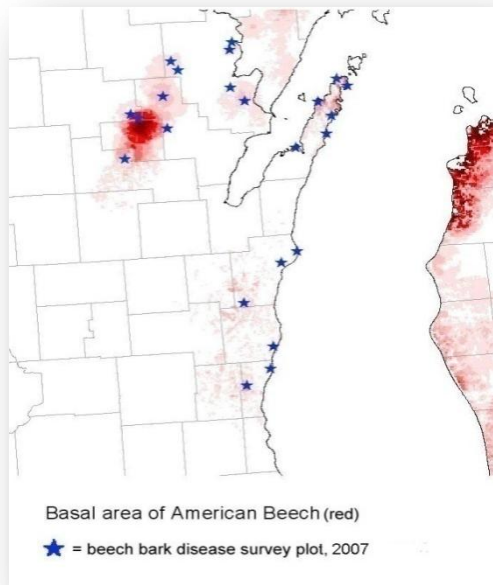 Basal area of American Beech (red)
= beech bark disease survey plot, 2007